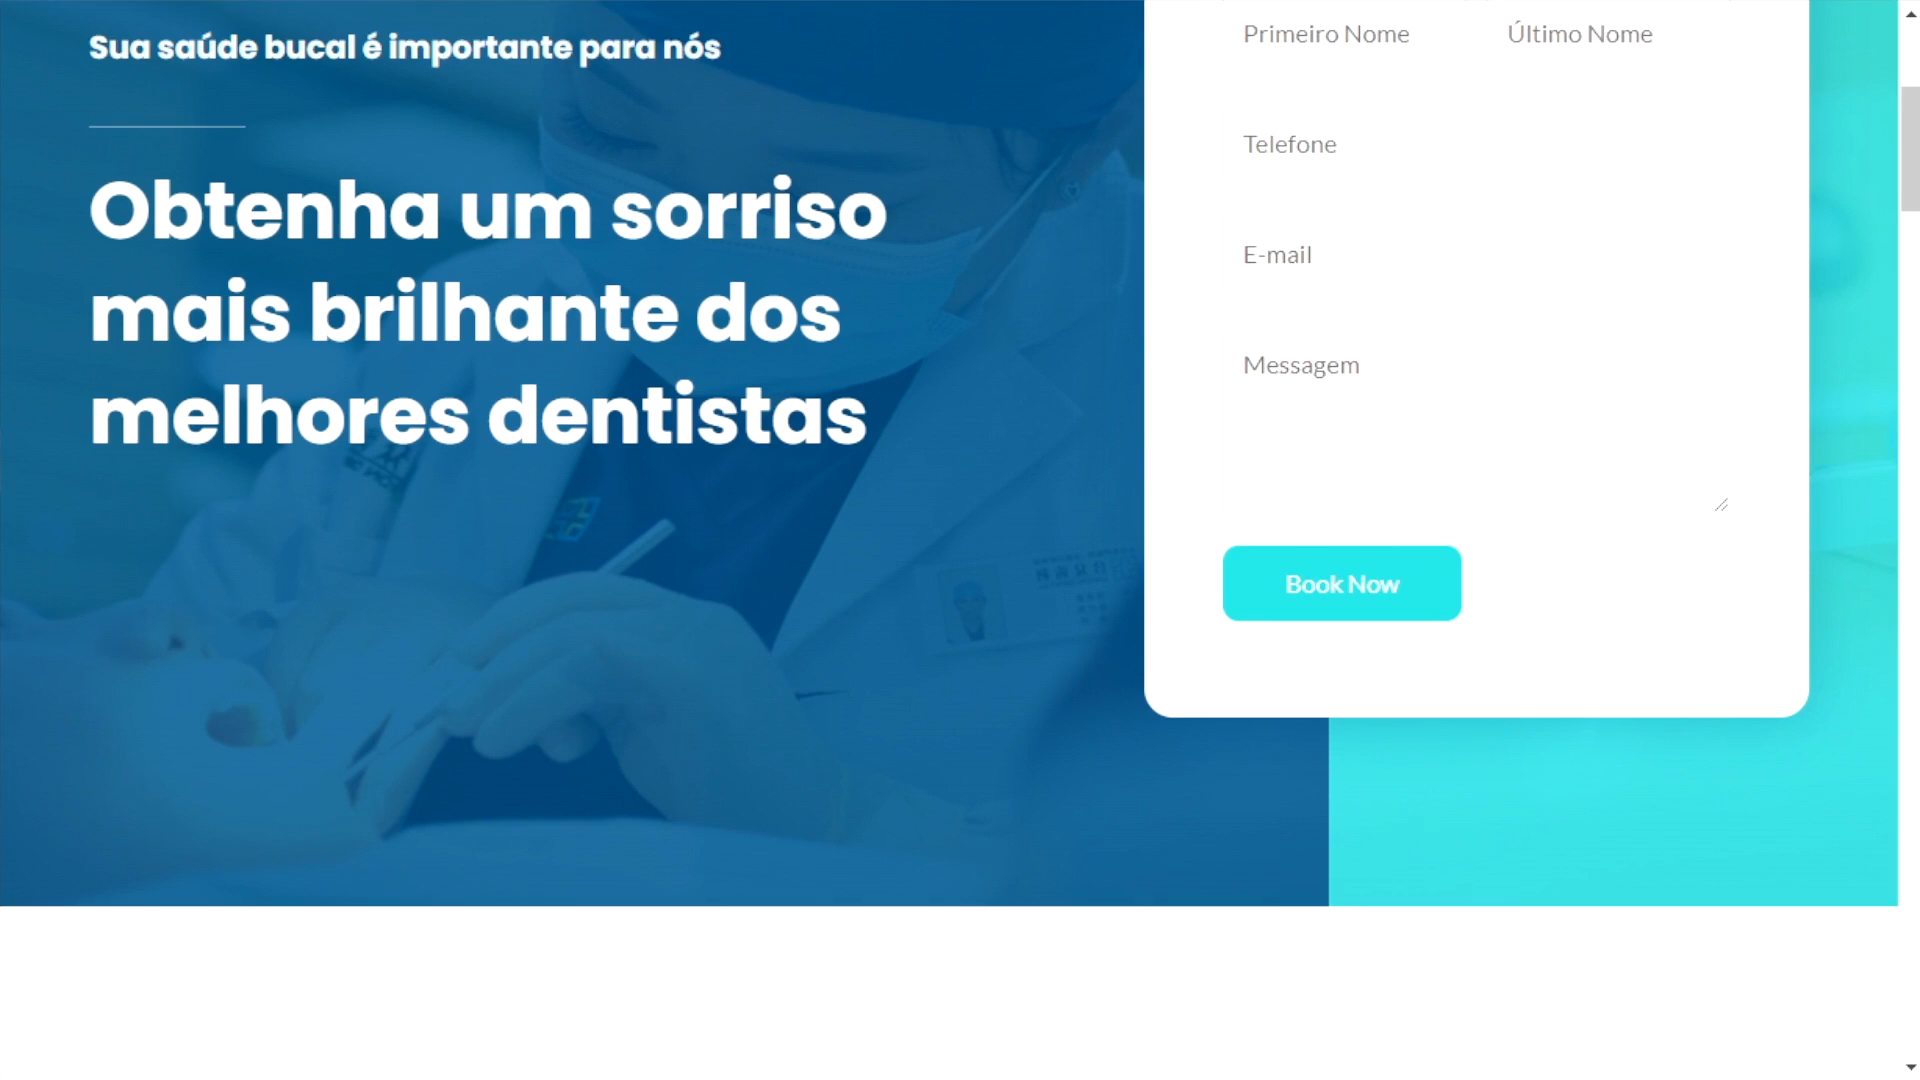 Sua saúde bucal é importante para nós
Obtenha um sorriso
mais brilhante dos
melhores dentistas
Primeiro Nome
Último Nome
Telefone
E-mail
Messagem
Book Now